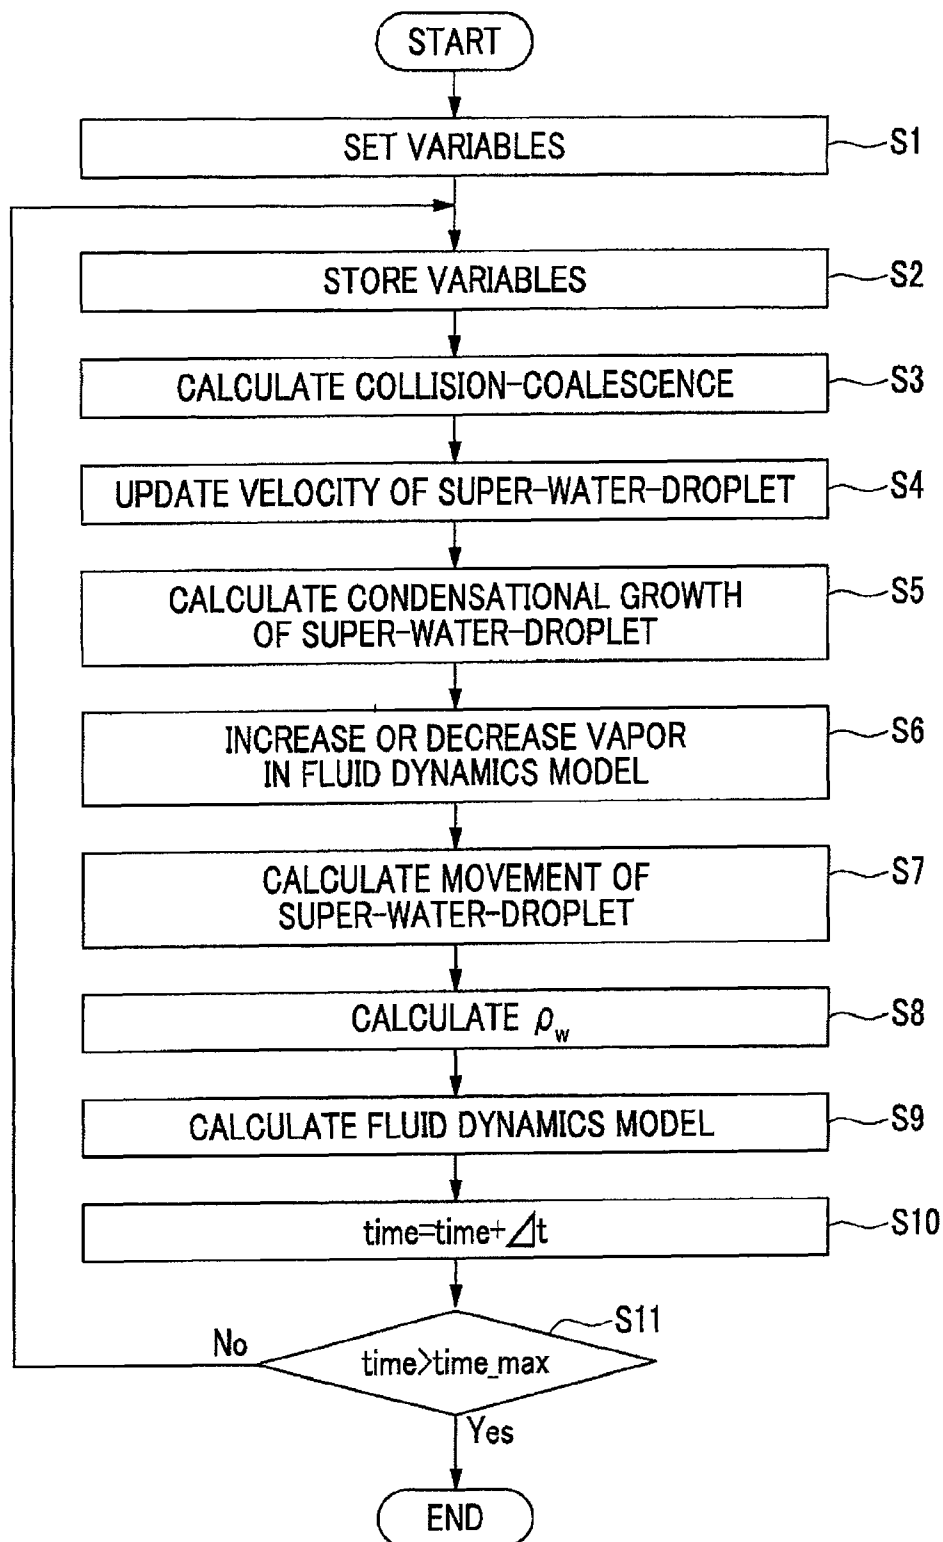 START
SET VARIABLES
S1
STORE VARIABLES
S2
CALCULATE COLLISION-COALESCENCE
S3
UPDATE VELOCITY OF SUPER-WATER-DROPLET
S4
CALCULATE CONDENSATIONAL GROWTH
OF SUPER-WATER-DROPLET
S5
INCREASE OR DECREASE VAPOR
IN FLUID DYNAMICS MODEL
S6
CALCULATE MOVEMENT OF
SUPER-WATER-DROPLET
S7
CALCULATE ρw
S8
CALCULATE FLUID DYNAMICS MODEL
S9
time=time+Δt
S10
S11
No
time>time_max
Yes
END